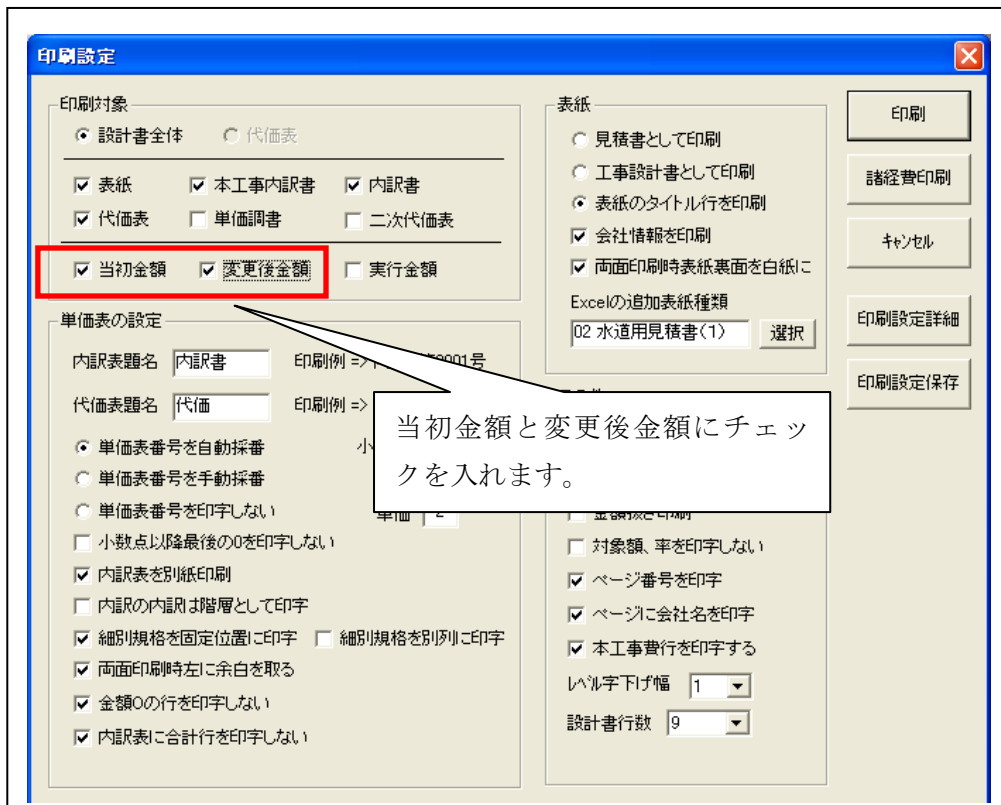 印刷設定
印刷対象
設計書全体 代価表
表紙 本工事内訳書 内訳書
代価表 単価調書 二次代価表
当初金額 変更後金額 実行金額
単価表の設定
内訳表題名 内訳書 印刷例 =>
代価表題名 代価 印刷例 =>
単価表番号を自動採番
単価表番号を手動採番
単価表番号を印字しない 単価 2
小数点以降最後の0を印字しない
内訳表を別紙印刷
内訳の内訳は階層として印字
細別規格を固定位置に印字 細別規格を別列に印字
両面印刷時左に余白を取る
金額0の行を印字しない
内訳表に合計行を印字しない
当初金額と変更後金額にチェッ
クを入れます。
表紙
見積書として印刷
工事設計書として印刷
表紙のタイトル行を印刷
会社情報を印刷
両面印刷時表紙裏面を白紙に
Excelの追加表紙種類
02 水道用見積書(1) 選択
金額抜き印刷
対象額、率を印字しない
ページ番号を印字
ページに会社名を印字
本工事費行を印字する
レベル字下げ幅 1
設計書行数 9
印刷
諸経費印刷
キャンセル
印刷設定詳細
印刷設定保存